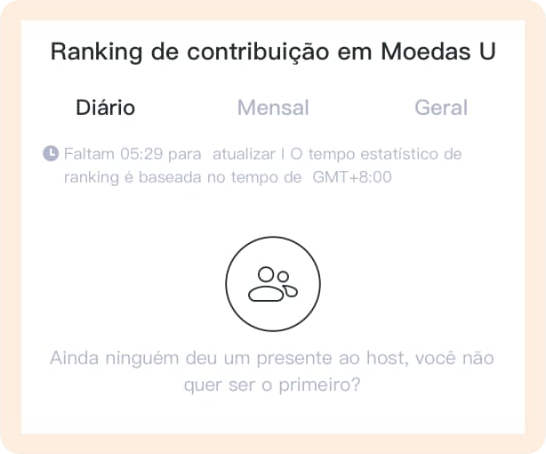 Ranking de contribuição em Moedas U
Diário Mensal Geral
Faltam 05:29 para atualizar l O tempo estatístico de
ranking é baseada no tempo de GMT+8:00
Ainda ninguém deu um presente ao host, você não
quer ser o primeiro?